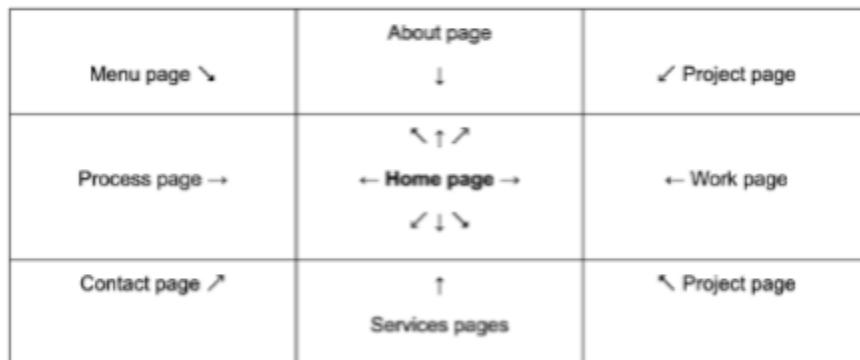 About page
Menu page ↘ ↓ ↙ Project page
↖ ↑ ↗
Process page → ← Home page → ← Work page
↙ ↓ ↘
Contact page ↗ ↑ ↖ Project page
Services pages